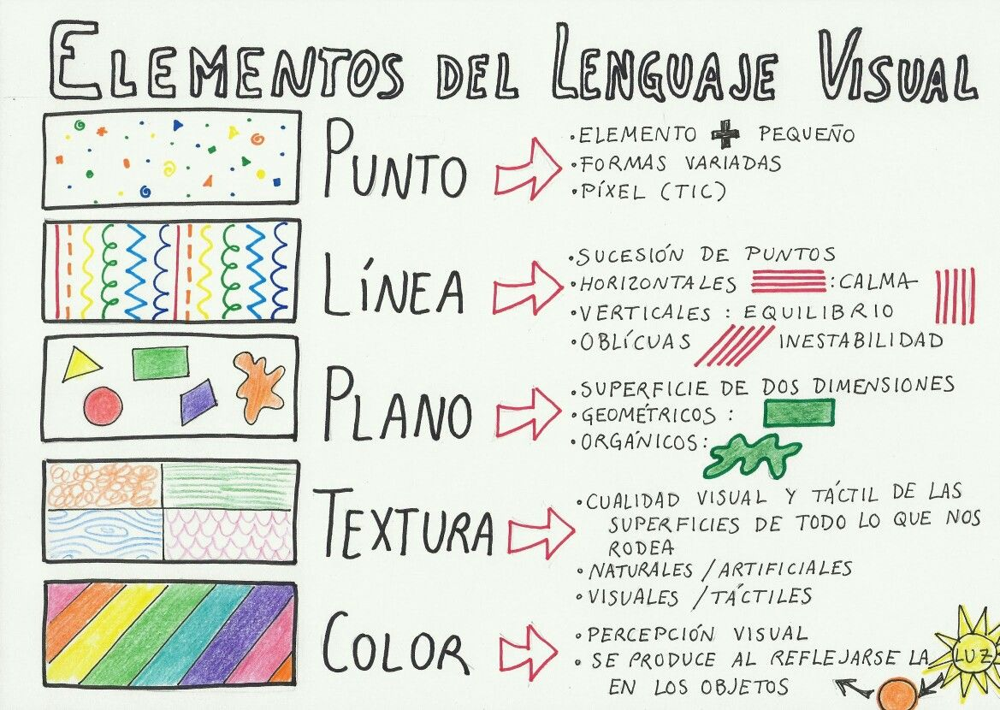 ELEMENTOS DEL LENGUAJE VISUAL
PUNTO
•ELEMENTO + PEQUEÑO
•FORMAS VARIADAS
•PÍXEL (TIC)
LÍNEA
•SUCESIÓN DE PUNTOS
•HORIZONTALES : CALMA
•VERTICALES : EQUILIBRIO
•OBLÍCUAS INESTABILIDAD
PLANO
•SUPERFICIE DE DOS DIMENSIONES
•GEOMÉTRICOS :
•ORGÁNICOS :
TEXTURA
•CUALIDAD VISUAL Y TÁCTIL DE LAS
SUPERFICIES DE TODO LO QUE NOS
RODEA
•NATURALES / ARTIFICIALES
•VISUALES / TÁCTILES
COLOR
•PERCEPCIÓN VISUAL
•SE PRODUCE AL REFLEJARSE LA LUZ
EN LOS OBJETOS